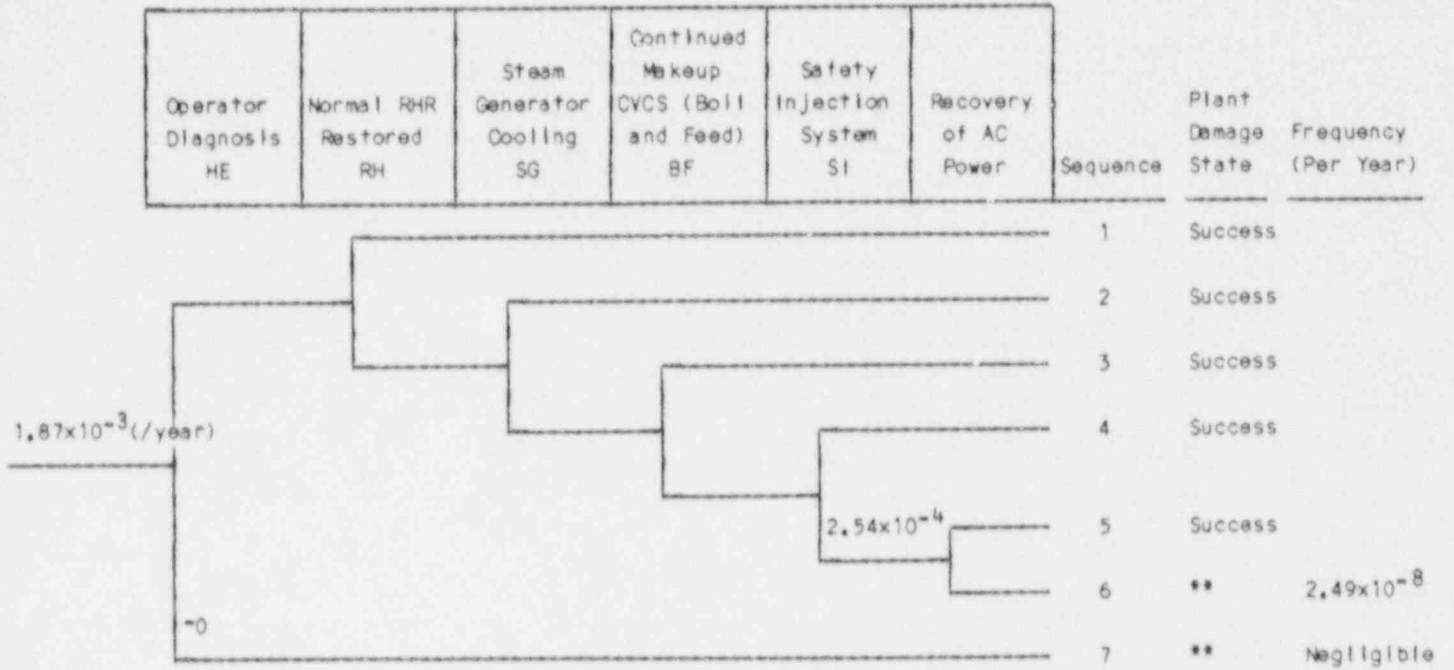 Operator Diagnosis HE
Normal RHR Restored RH
Steam Generator Cooling SG
Continued Makeup CVCS (Boil and Feed) BF
Safety Injection System SI
Recovery of AC Power
Sequence
Plant Damage State
Frequency (Per Year)
1 Success
2 Success
3 Success
1.87x10⁻³(/year)
4 Success
2.54x10⁻⁴
5 Success
6 ** 2.49x10⁻⁸
~0
7 ** Negligible